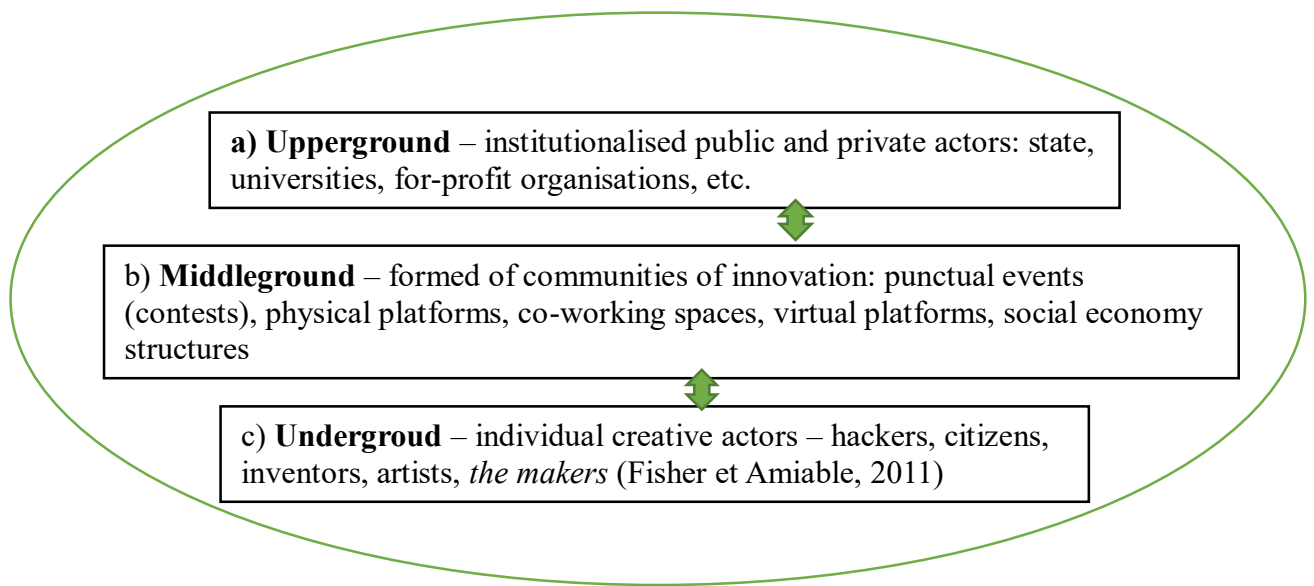 a) Upperground – institutionalised public and private actors: state,
universities, for-profit organisations, etc.
b) Middleground – formed of communities of innovation: punctual events
(contests), physical platforms, co-working spaces, virtual platforms, social economy
structures
c) Undergroud – individual creative actors – hackers, citizens,
inventors, artists, the makers (Fisher et Amiable, 2011)